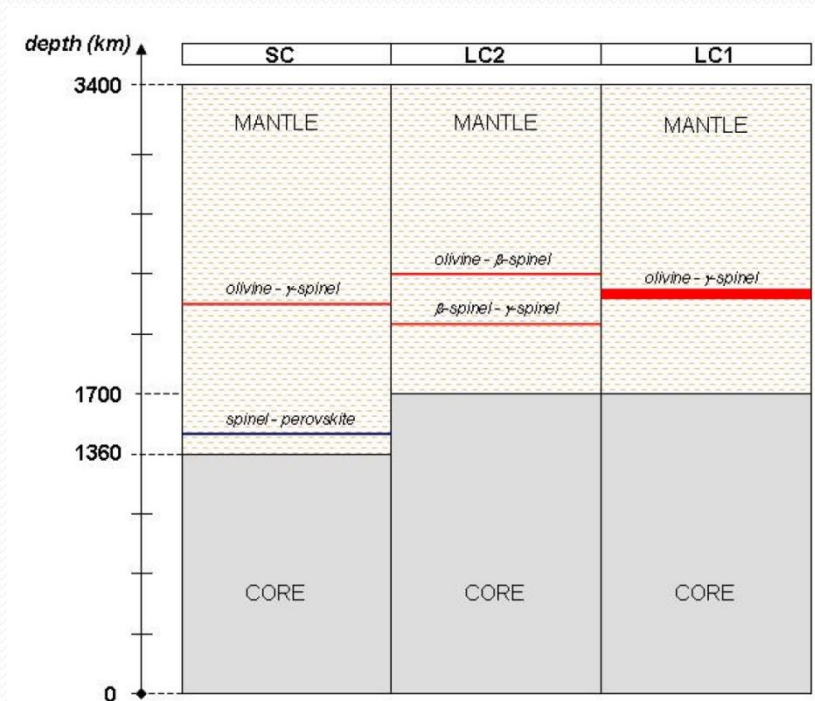 depth (km)
SC LC2 LC1
3400
MANTLE MANTLE MANTLE
olivine - β-spinel
olivine - γ-spinel olivine - γ-spinel
β-spinel - γ-spinel
1700
spinel - perovskite
1360
CORE CORE CORE
0